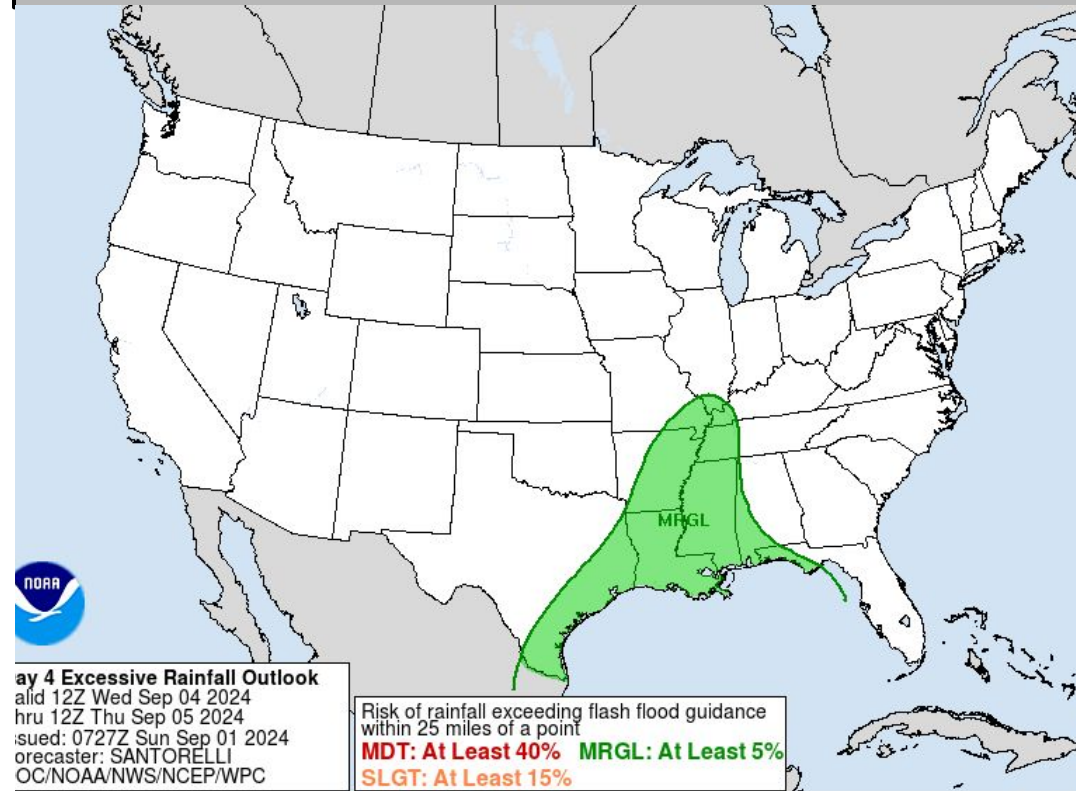 MRGL
NOAA
ay 4 Excessive Rainfall Outlook
alid 12Z Wed Sep 04 2024
hru 12Z Thu Sep 05 2024
ssued: 0727Z Sun Sep 01 2024
orecaster: SANTORELLI
OC/NOAA/NWS/NCEP/WPC
Risk of rainfall exceeding flash flood guidance
within 25 miles of a point
MDT: At Least 40% MRGL: At Least 5%
SLGT: At Least 15%